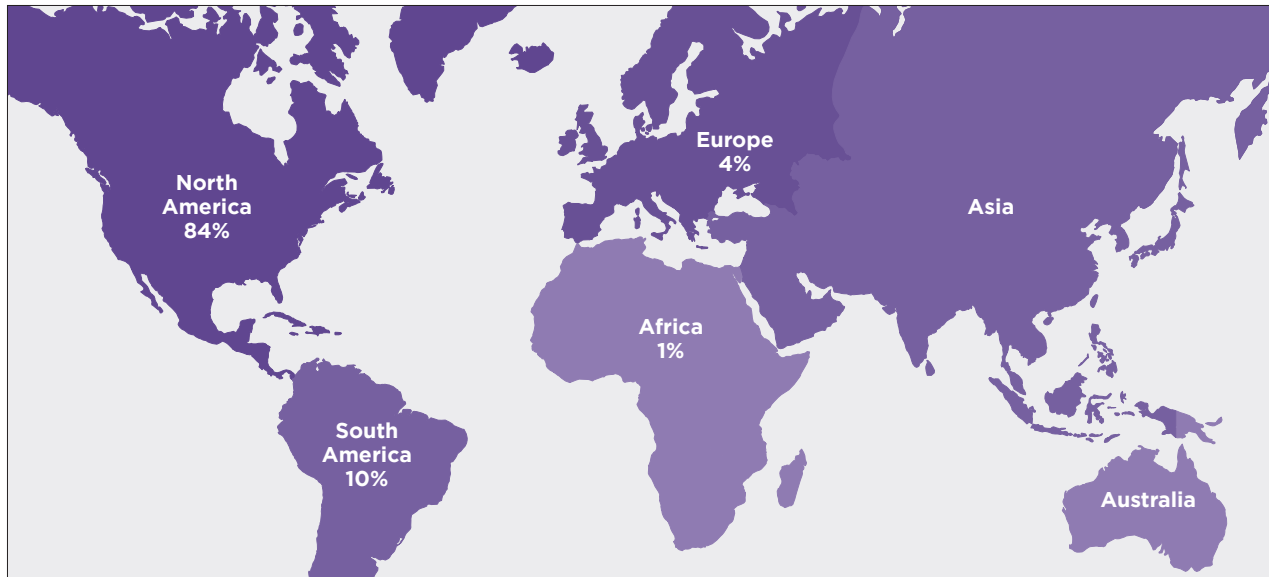 North
America
84%
Europe
4%
Asia
Africa
1%
South
America
10%
Australia